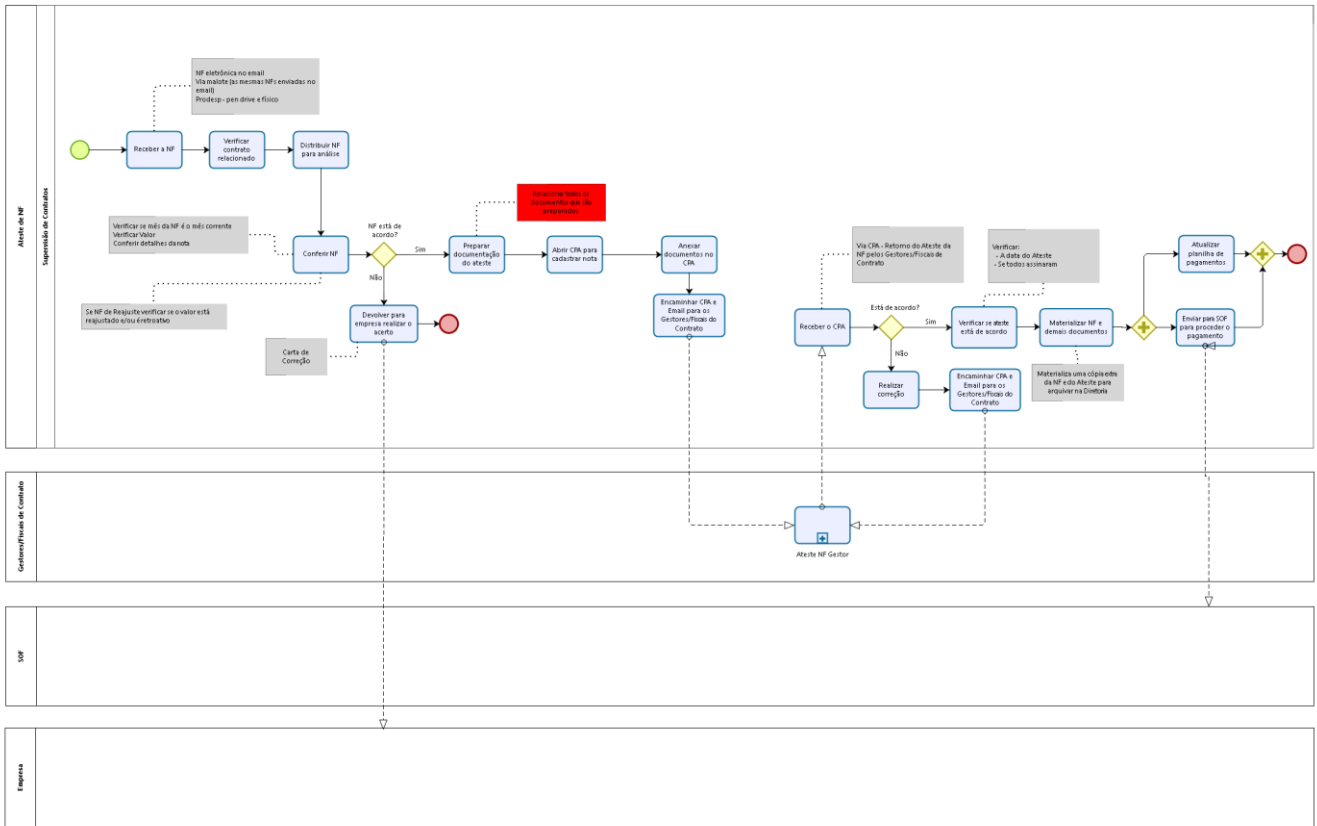 Ateste de NF
Supervisão de Contratos
NF eletrônica no email
Via malote (as mesmas NFs enviadas no
email)
Prodesp - pen drive e físico
Receber a NF
Verificar
contrato
relacionado
Distribuir NF
para análise
Verificar se mês da NF é o mês corrente
Verificar Valor
Conferir detalhes da nota
Conferir NF
Se NF de Reajuste verificar se o valor está
reajustado e/ou é retroativo
NF está de
acordo?
Sim
Não
Devolver para
empresa realizar o
acerto
Carta de
Correção
Relacione todos os
documentos que são
preparados
Preparar
documentação
do ateste
Abrir CPA para
cadastrar nota
Anexar
documentos no
CPA
Encaminhar CPA e
Email para os
Gestores/Fiscais do
Contrato
Via CPA - Retorno do Ateste da
NF pelos Gestores/Fiscais de
Contrato
Receber o CPA
Está de acordo?
Sim
Não
Realizar
correção
Encaminhar CPA e
Email para os
Gestores/Fiscais do
Contrato
Verificar:
- A data do Ateste
- Se todos assinaram
Verificar se ateste
está de acordo
Materializar NF e
demais documentos
Materializa uma cópia extra
da NF e do Ateste para
arquivar na Diretoria
Atualizar
planilha de
pagamentos
Enviar para SOF
para proceder o
pagamento
Gestores/Fiscais de Contrato
Ateste NF Gestor
SOF
Empresa